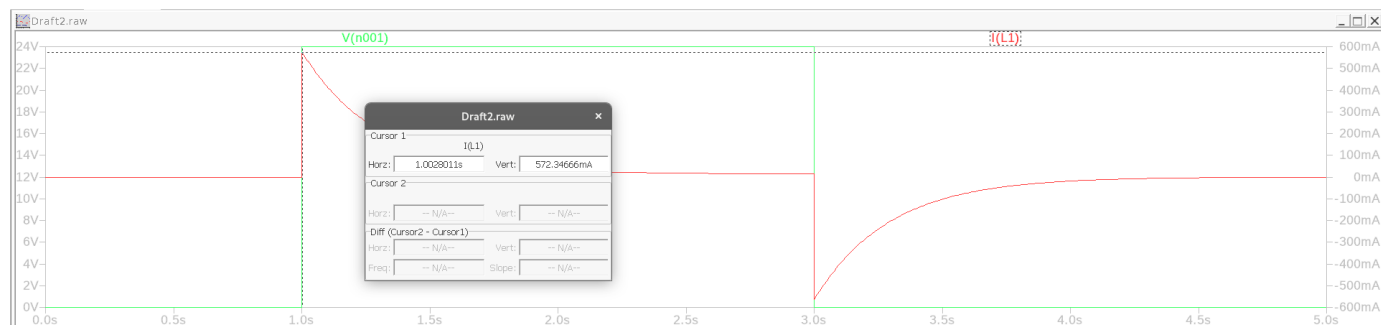 Draft2.raw
V(n001)
I(L1)
24V
22V
20V
18V
16V
14V
12V
10V
8V
6V
4V
2V
0V
600mA
500mA
400mA
300mA
200mA
100mA
0mA
-100mA
-200mA
-300mA
-400mA
-500mA
-600mA
Draft2.raw ×
Cursor 1
I(L1)
Horz: 1.0028011s Vert: 572.34666mA
Cursor 2
Horz: -- N/A-- Vert: -- N/A--
Diff (Cursor2 - Cursor1)
Horz: -- N/A-- Vert: -- N/A--
Freq: -- N/A-- Slope: -- N/A--
0.0s 0.5s 1.0s 1.5s 2.0s 2.5s 3.0s 3.5s 4.0s 4.5s 5.0s